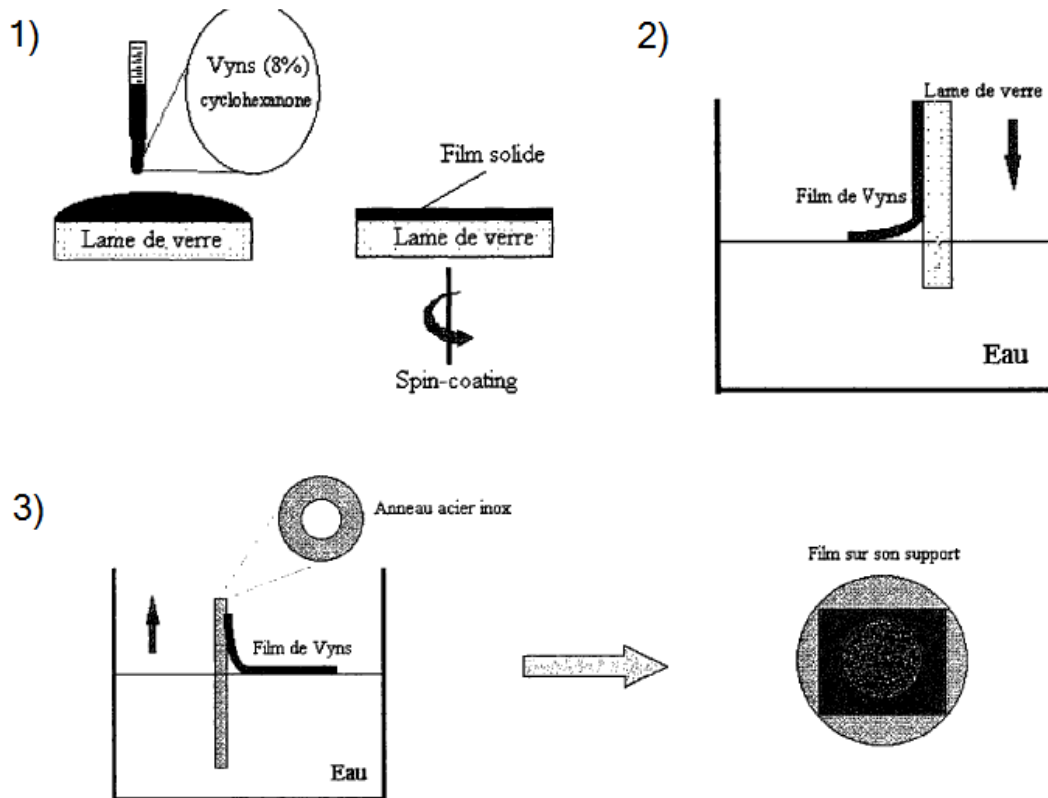 1)
Vyns (8%)
cyclohexanone
Lame de verre
Film solide
Lame de verre
Spin-coating
2)
Lame de verre
Film de Vyns
Eau
3)
Anneau acier inox
Film de Vyns
Eau
Film sur son support